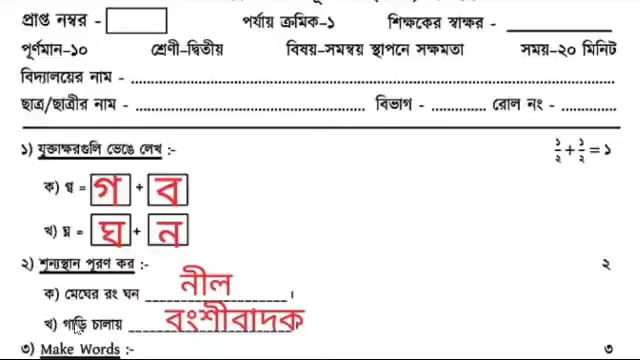 প্রাপ্ত নম্বর - পর্যায় ক্রমিক-১ শিক্ষকের স্বাক্ষর -
পূর্ণমান-১০ শ্রেণী-দ্বিতীয় বিষয়-সমন্বয় স্থাপনে সক্ষমতা সময়-২০ মিনিট
বিদ্যালয়ের নাম -
ছাত্র/ছাত্রীর নাম - বিভাগ - রোল নং -
১) যুক্তাক্ষরগুলি ভেঙে লেখ :- ১/২ + ১/২ = ১
ক) গ্ব = গ + ব
খ) ঘ্ন = ঘ + ন
২) শূন্যস্থান পূরণ কর :- ২
ক) মেঘের রং ঘন নীল ।
খ) গাড়ি চালায় বংশীবাদক ।
৩) Make Words :- ৩